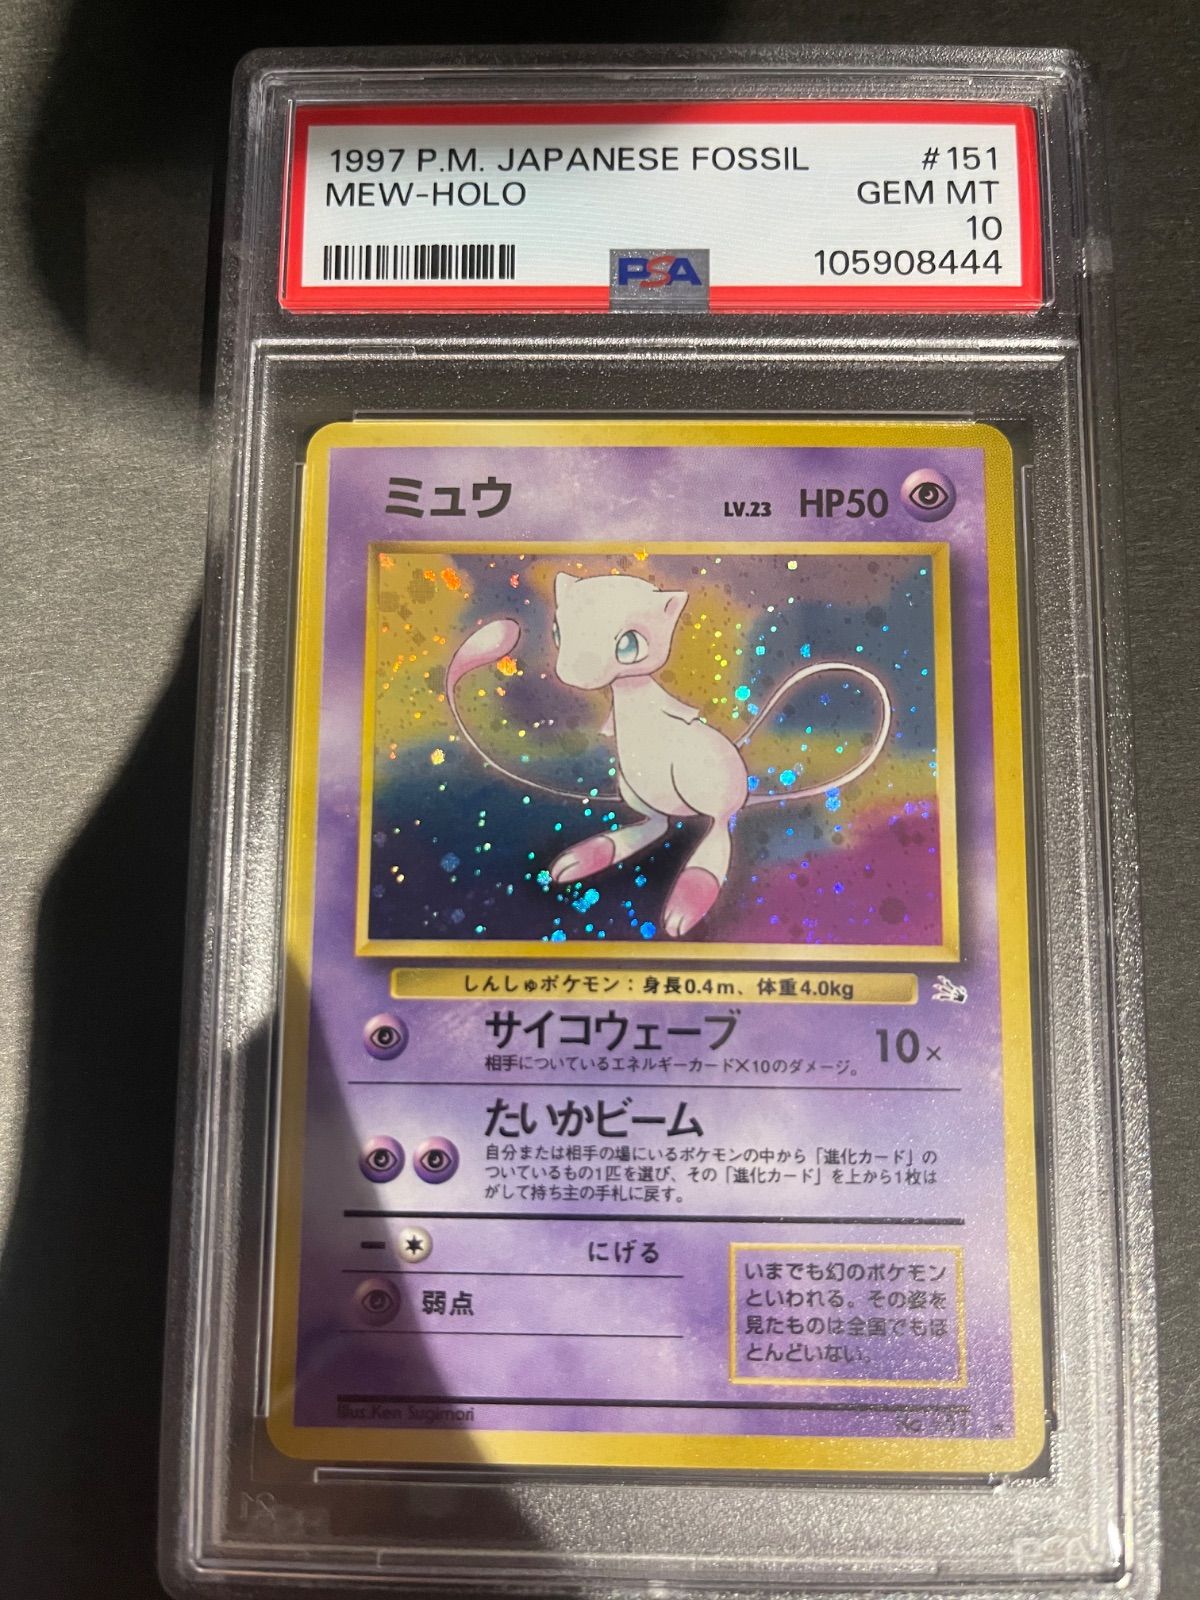 1997 P.M. JAPANESE FOSSIL #151
MEW-HOLO GEM MT
10
PSA 105908444
ミュウ LV.23 HP50
しんしゅポケモン：身長0.4m、体重4.0kg
サイコウェーブ 10×
相手についているエネルギーカード×10のダメージ。
たいかビーム
自分または相手の場にいるポケモンの中から「進化カード」の
ついているもの1匹を選び、その「進化カード」を上から1枚は
がして持ち主の手札に戻す。
にげる
弱点
いまでも幻のポケモン
といわれる。その姿を
見たものは全国でもほ
とんどいない。
Illus.Ken Sugimori
PSA